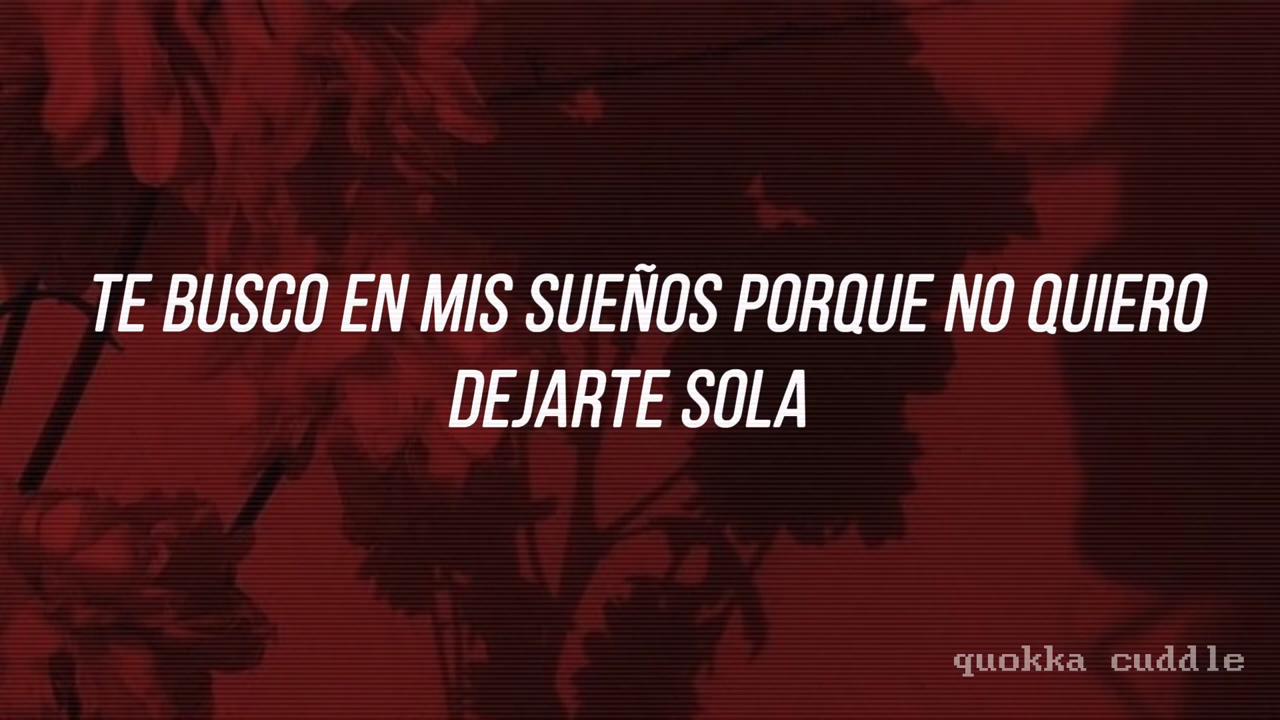 TE BUSCO EN MIS SUEÑOS PORQUE NO QUIERO
DEJARTE SOLA
quokka cuddle